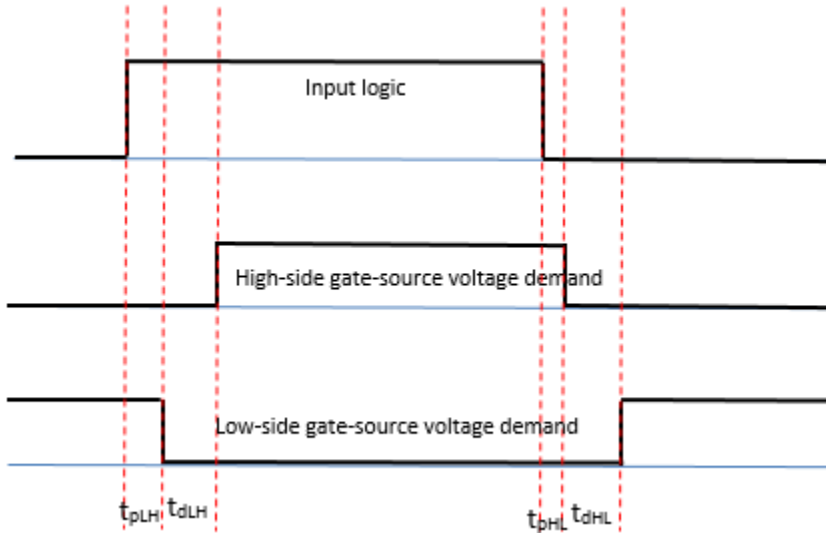 Input logic
High-side gate-source voltage demand
Low-side gate-source voltage demand
tpLH tdLH tpHL tdHL